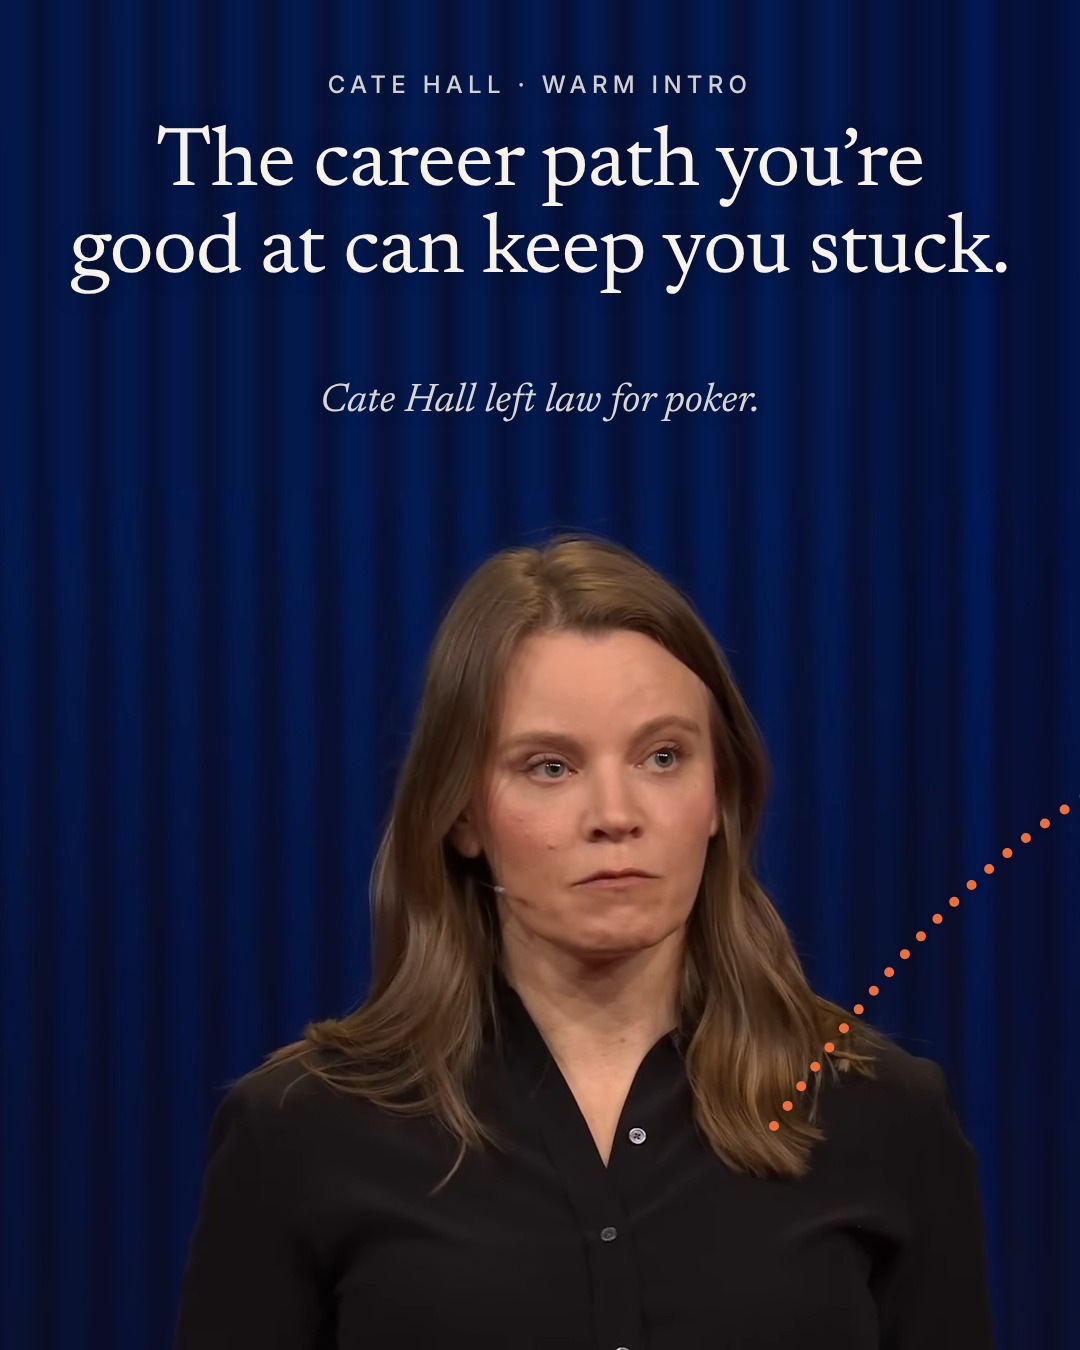 CATE HALL · WARM INTRO
The career path you’re
good at can keep you stuck.
Cate Hall left law for poker.